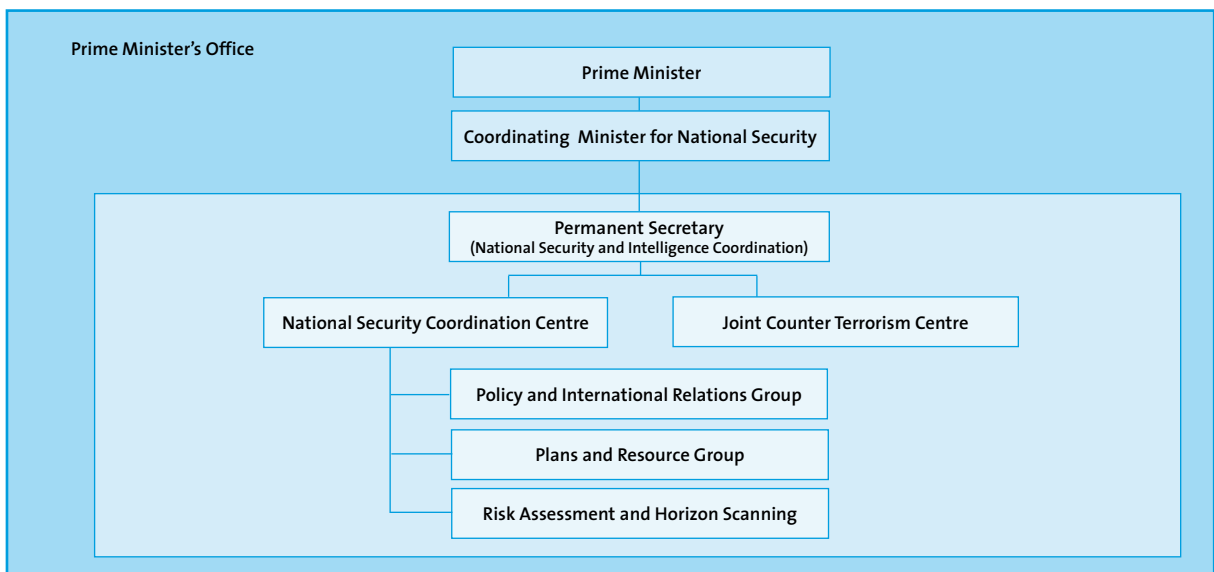 Prime Minister’s Office
Prime Minister
Coordinating Minister for National Security
Permanent Secretary
(National Security and Intelligence Coordination)
National Security Coordination Centre
Joint Counter Terrorism Centre
Policy and International Relations Group
Plans and Resource Group
Risk Assessment and Horizon Scanning